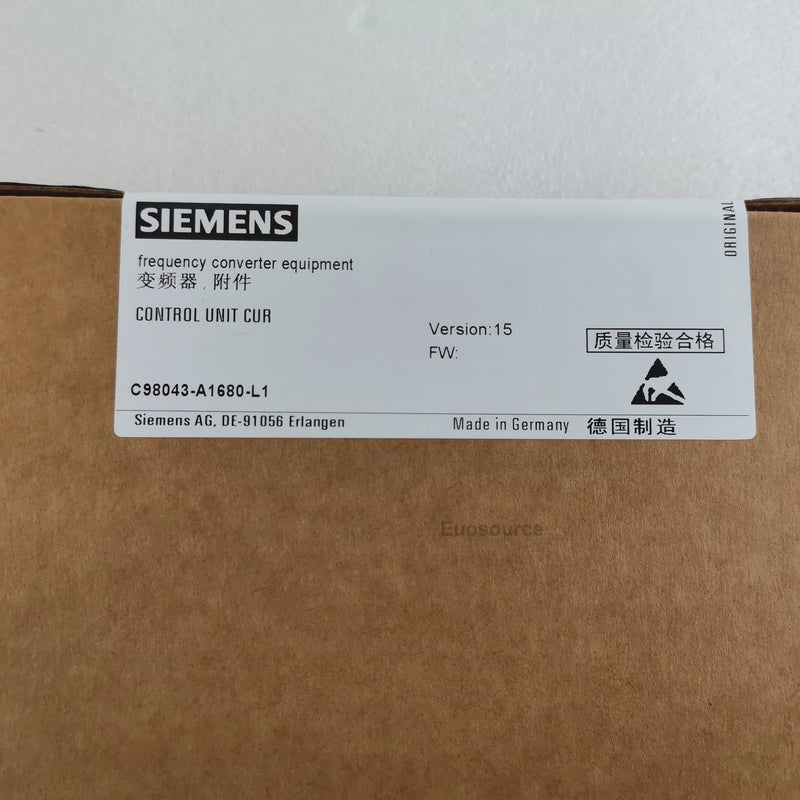 SIEMENS
ORIGINAL
frequency converter equipment
变频器,附件
CONTROL UNIT CUR
Version:15
FW:
质量检验合格
C98043-A1680-L1
Siemens AG, DE-91056 Erlangen
Made in Germany 德国制造
Euosource